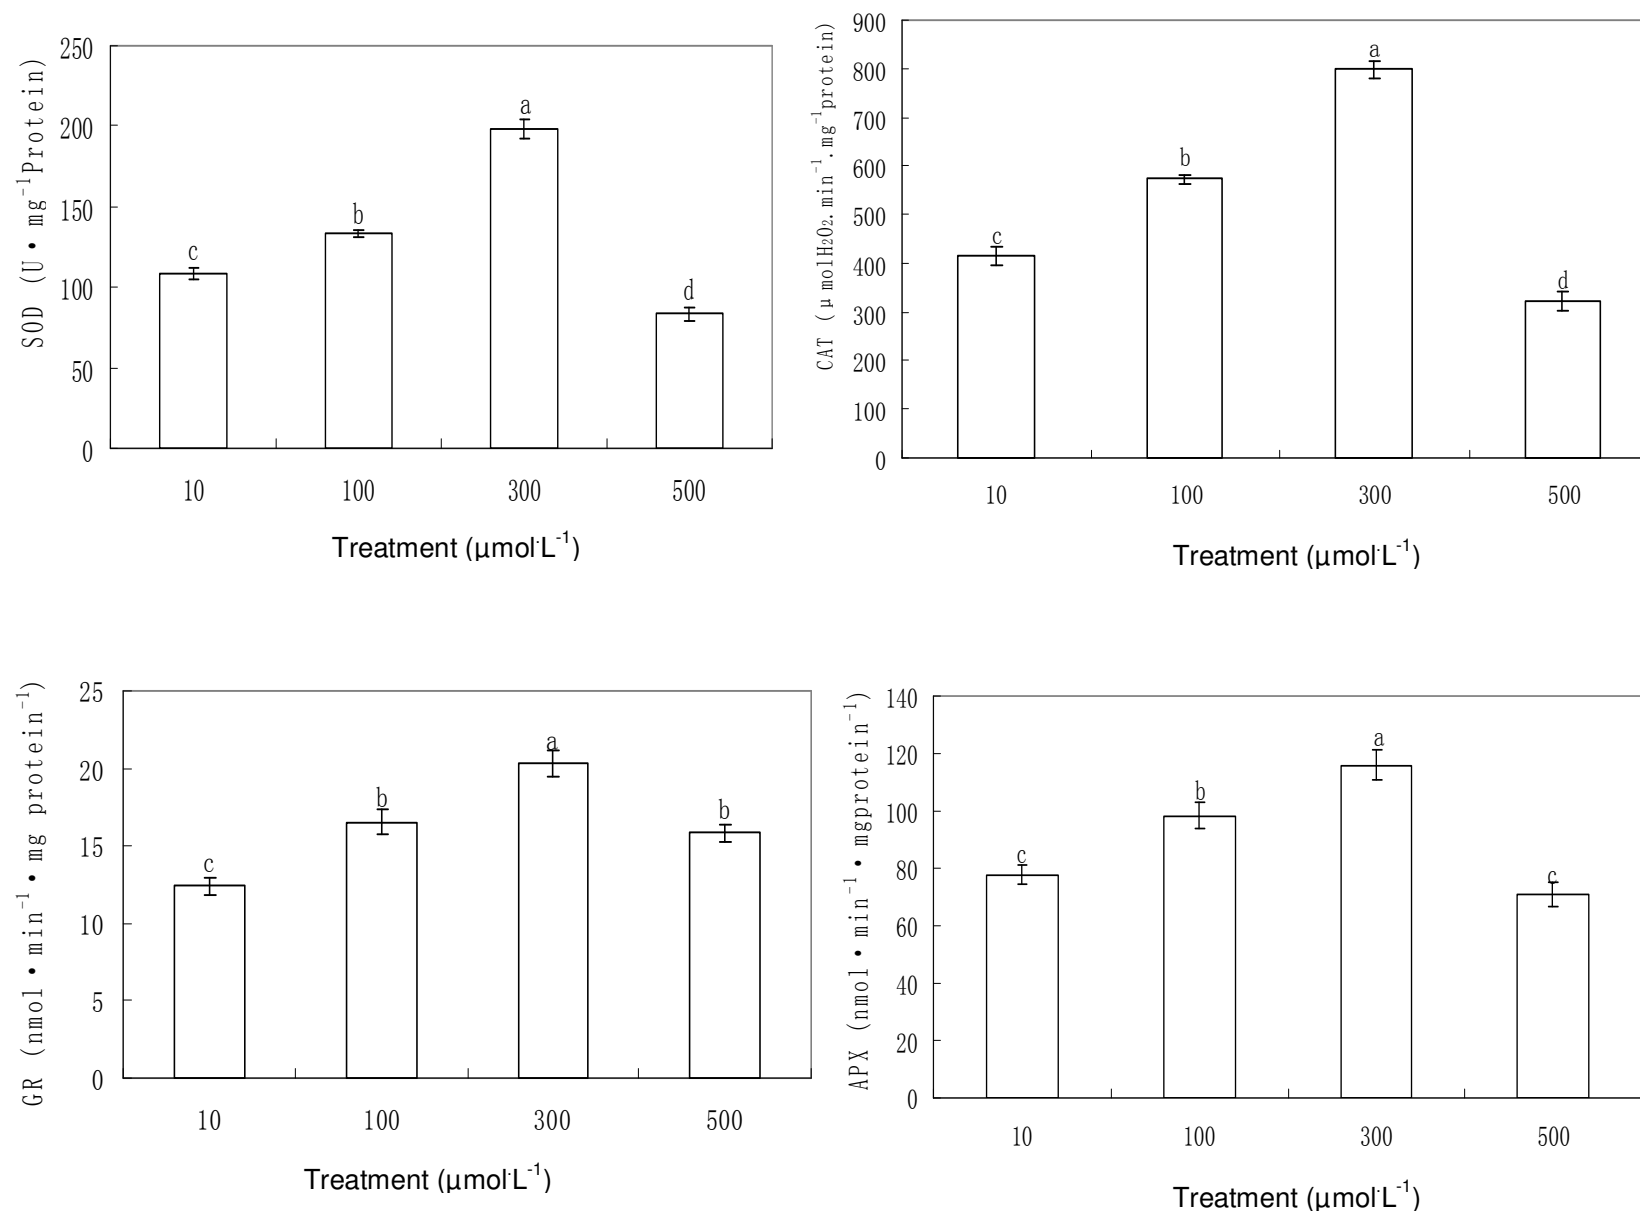 SOD (U • mg⁻¹Protein)
250
200
150
100
50
0
c
b
a
d
10 100 300 500
Treatment (µmol·L⁻¹)
CAT (μmolH₂O₂.min⁻¹.mg⁻¹protein)
900
800
700
600
500
400
300
200
100
0
c
b
a
d
10 100 300 500
Treatment (µmol·L⁻¹)
GR (nmol • min⁻¹ • mg protein⁻¹)
25
20
15
10
5
0
c
b
a
b
10 100 300 500
Treatment (µmol·L⁻¹)
APX (nmol • min⁻¹ • mgprotein⁻¹)
140
120
100
80
60
40
20
0
c
b
a
c
10 100 300 500
Treatment (µmol·L⁻¹)